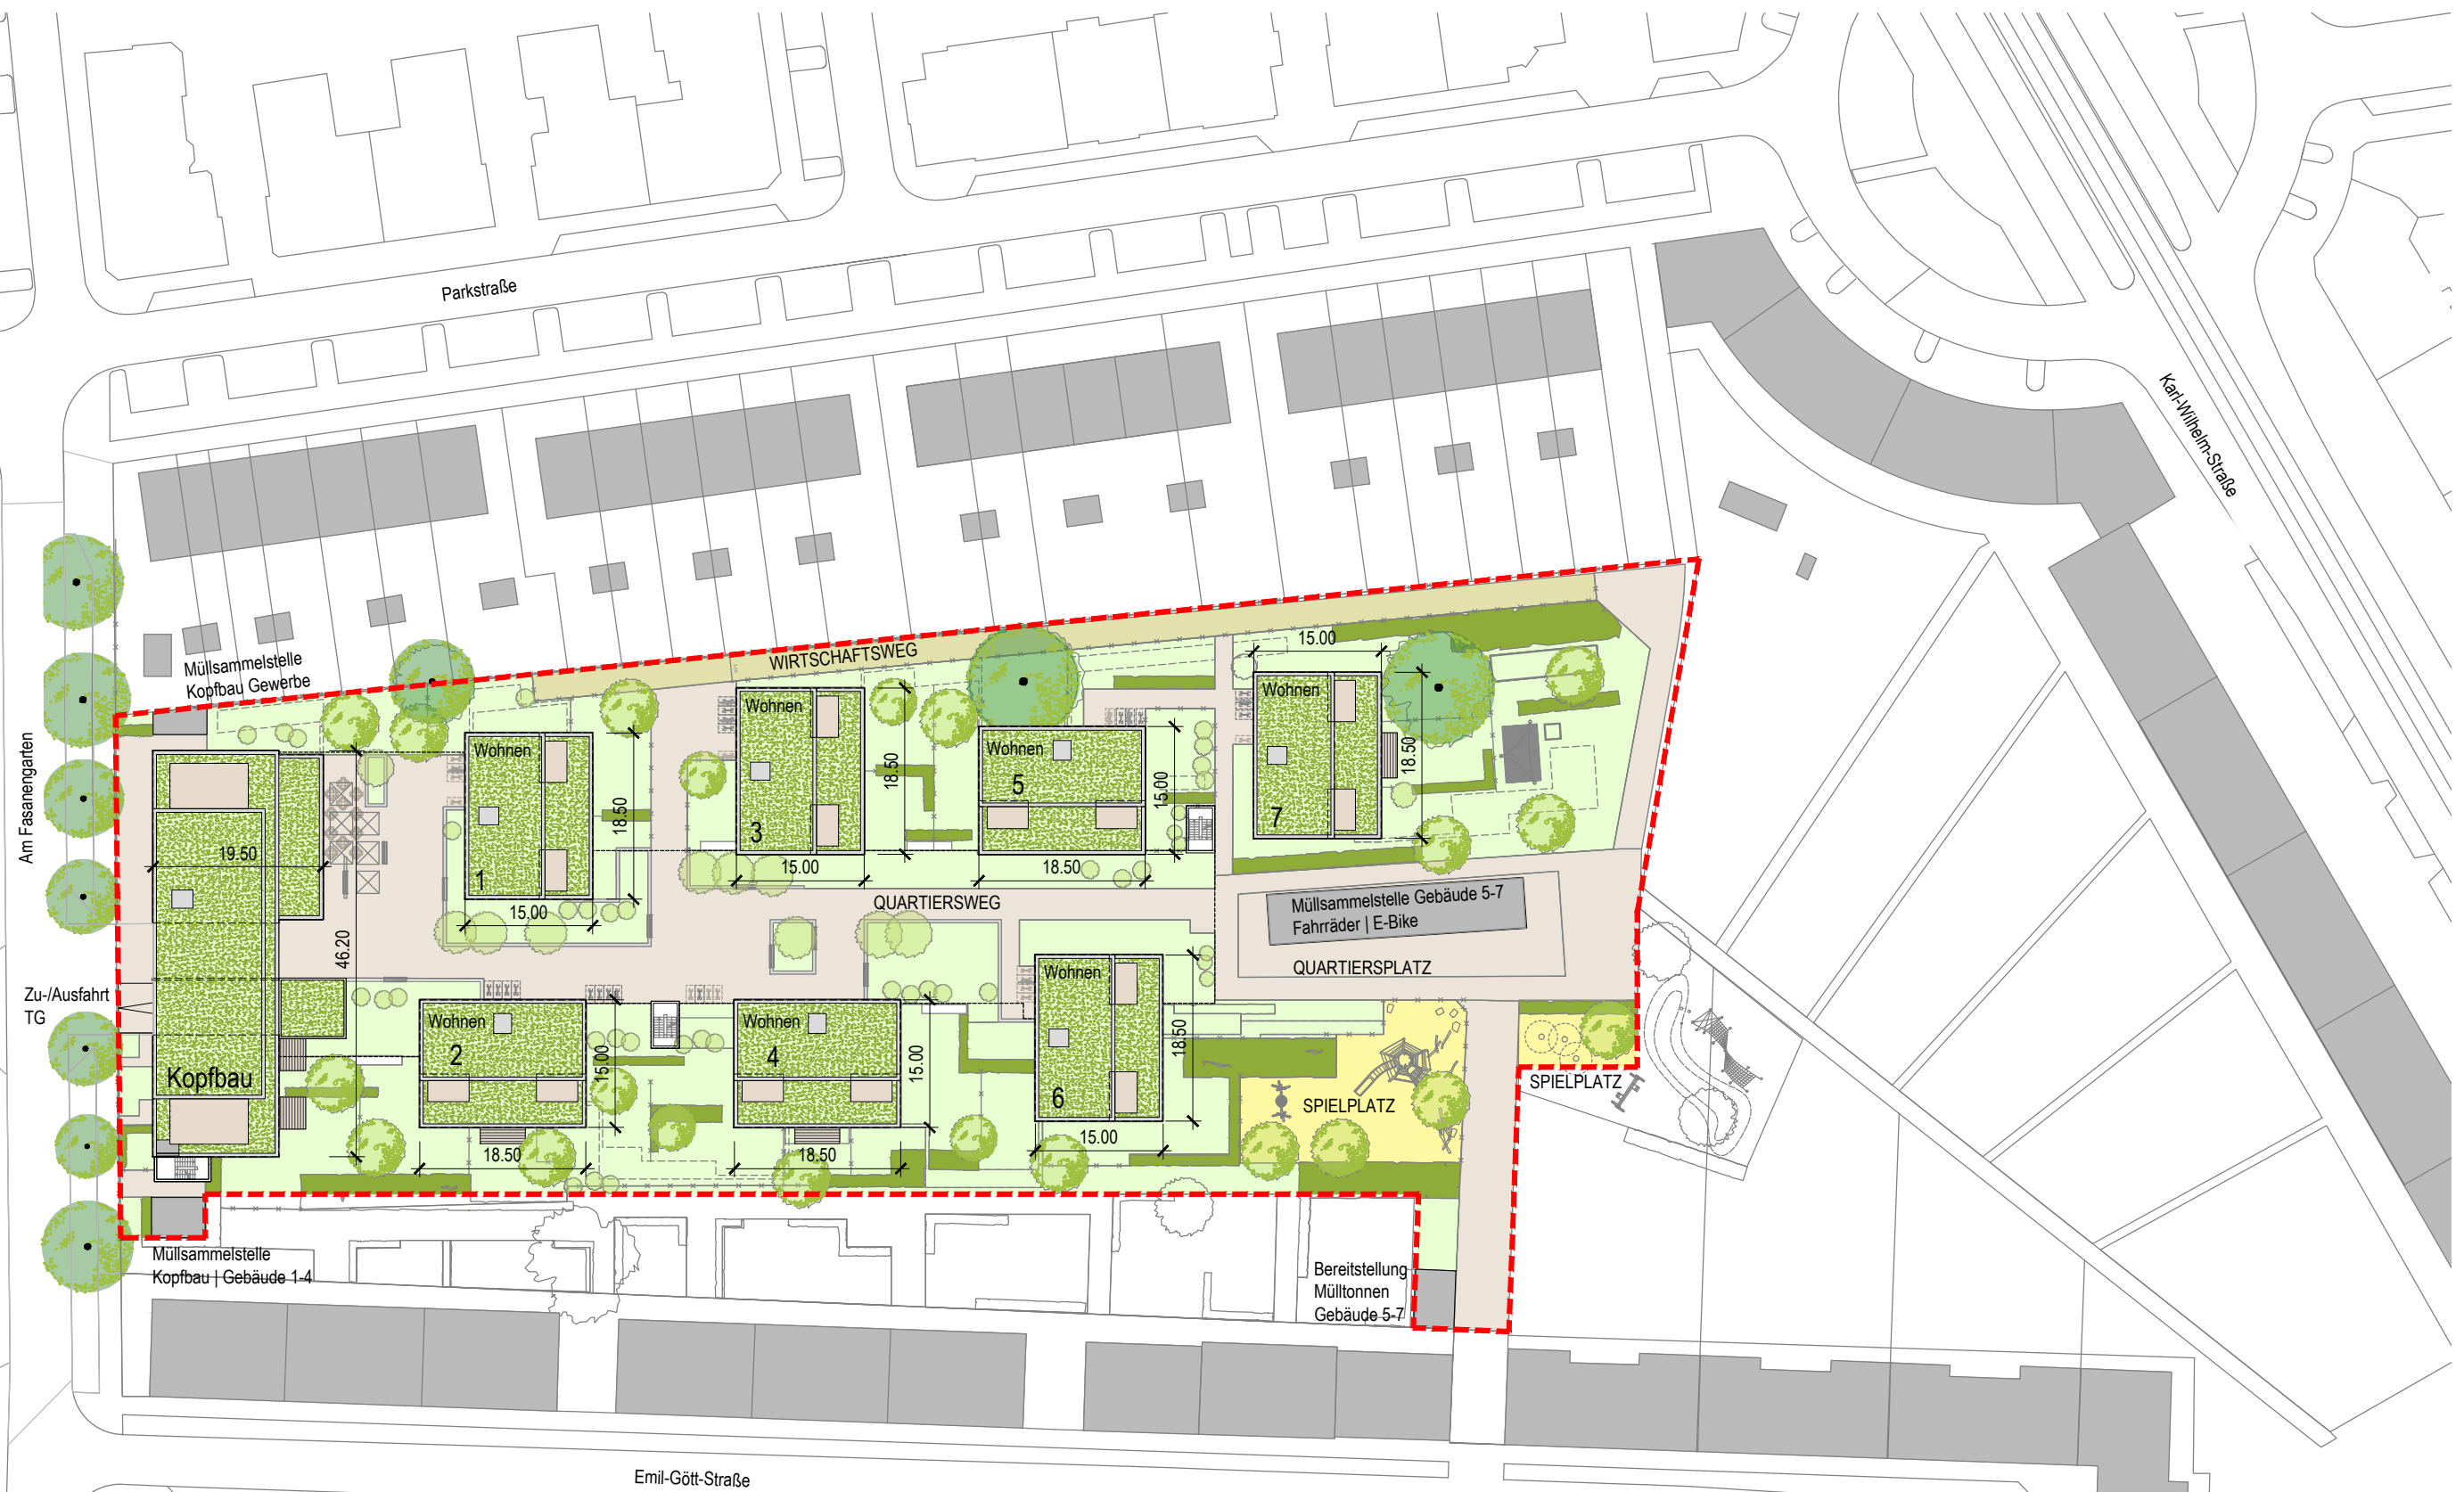 Parkstraße
Karl-Wilhelm-Straße
Am Fasanengarten
Müllsammelstelle
Kopfbau Gewerbe
WIRTSCHAFTSWEG
15.00
Wohnen
7
18.50
Wohnen
3
18.50
15.00
Wohnen
5
15.00
18.50
Wohnen
1
18.50
15.00
19.50
46.20
Kopfbau
QUARTIERSWEG
Müllsammelstelle Gebäude 5-7
Fahrräder | E-Bike
QUARTIERSPLATZ
Zu-/Ausfahrt
TG
Wohnen
2
15.00
18.50
Wohnen
4
15.00
18.50
Wohnen
6
18.50
15.00
SPIELPLATZ
SPIELPLATZ
Müllsammelstelle
Kopfbau | Gebäude 1-4
Bereitstellung
Mülltonnen
Gebäude 5-7
Emil-Gött-Straße